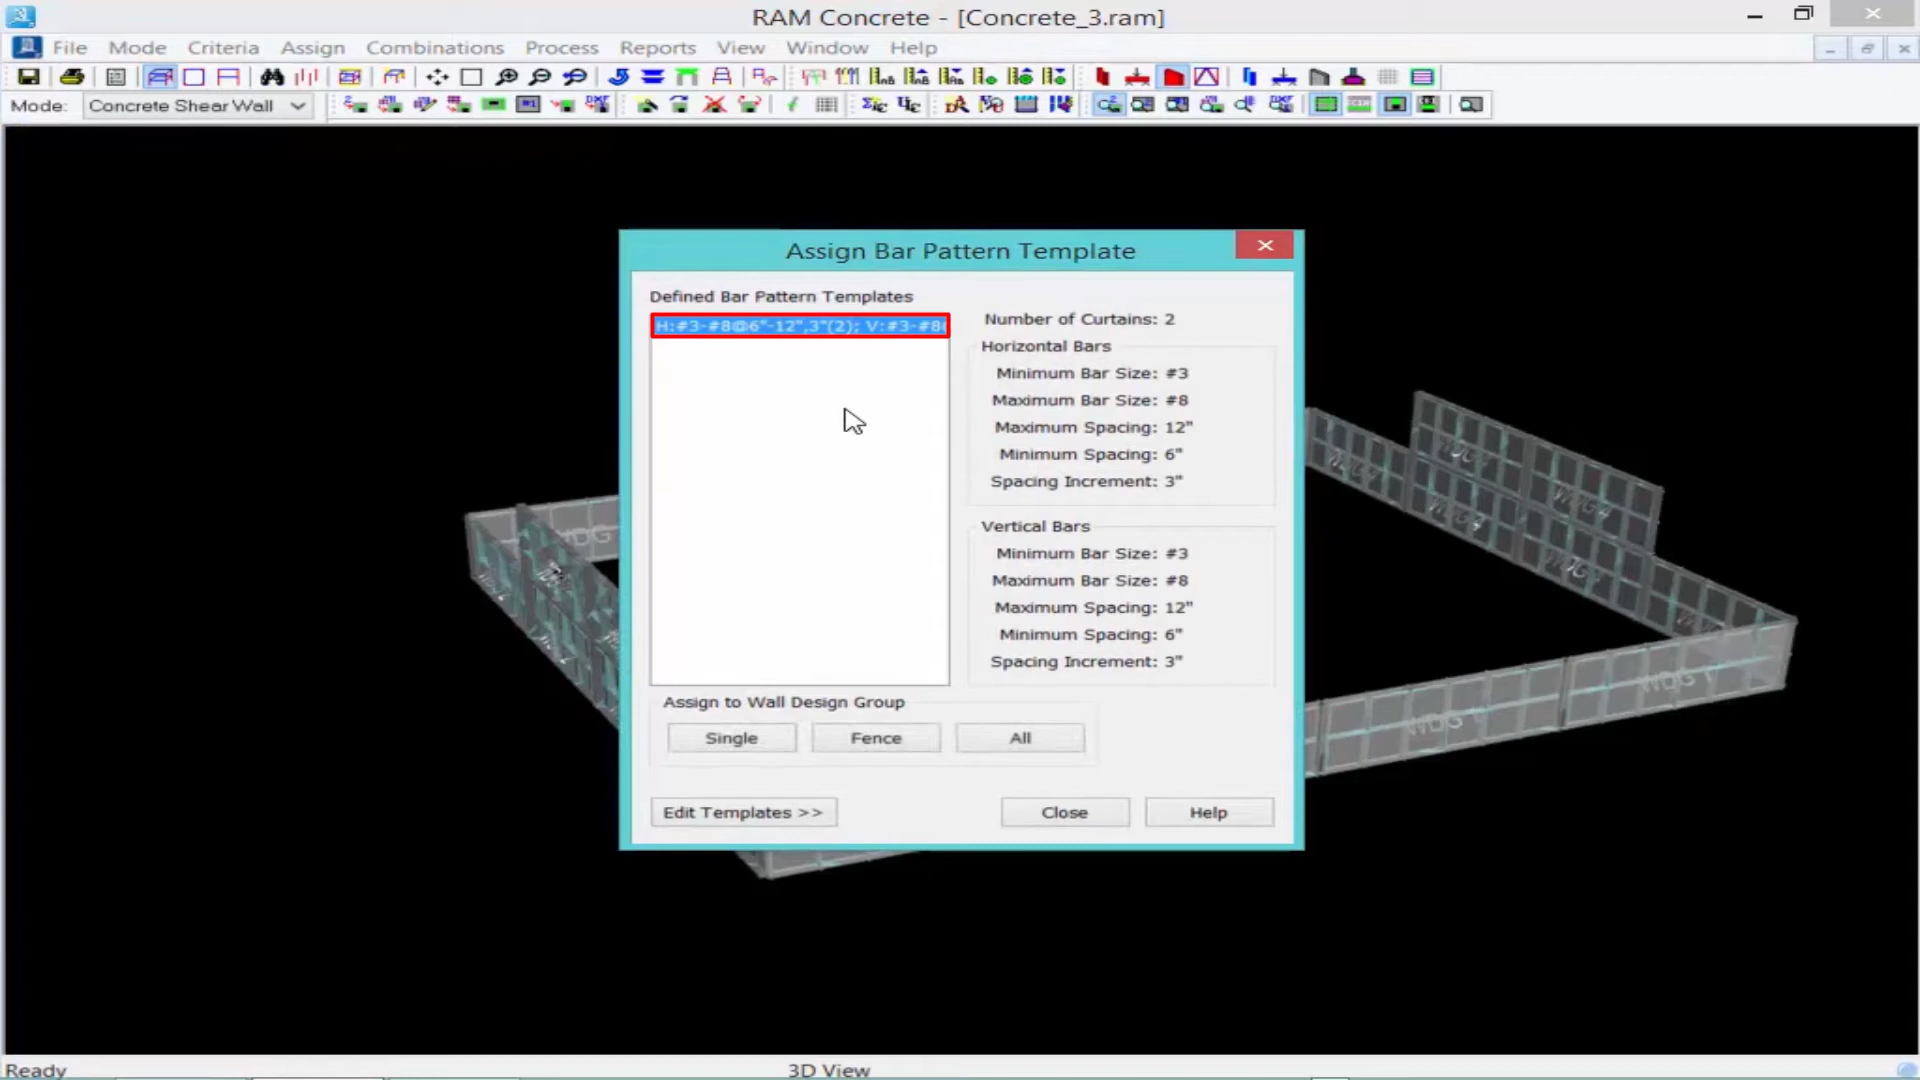 RAM Concrete - [Concrete_3.ram]
File Mode Criteria Assign Combinations Process Reports View Window Help
Mode: Concrete Shear Wall
Assign Bar Pattern Template
Defined Bar Pattern Templates
H:#3-#8@6"-12",3"(2); V:#3-#8
Number of Curtains: 2
Horizontal Bars
Minimum Bar Size: #3
Maximum Bar Size: #8
Maximum Spacing: 12"
Minimum Spacing: 6"
Spacing Increment: 3"
Vertical Bars
Minimum Bar Size: #3
Maximum Bar Size: #8
Maximum Spacing: 12"
Minimum Spacing: 6"
Spacing Increment: 3"
Assign to Wall Design Group
Single Fence All
Edit Templates >> Close Help
Ready 3D View